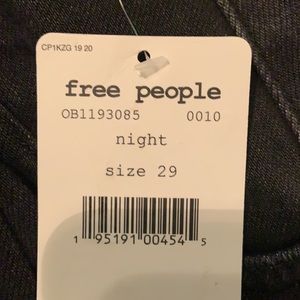 CP1KZG 19 20
free people
OB1193085 0010
night
size 29
1 95191 00454 5